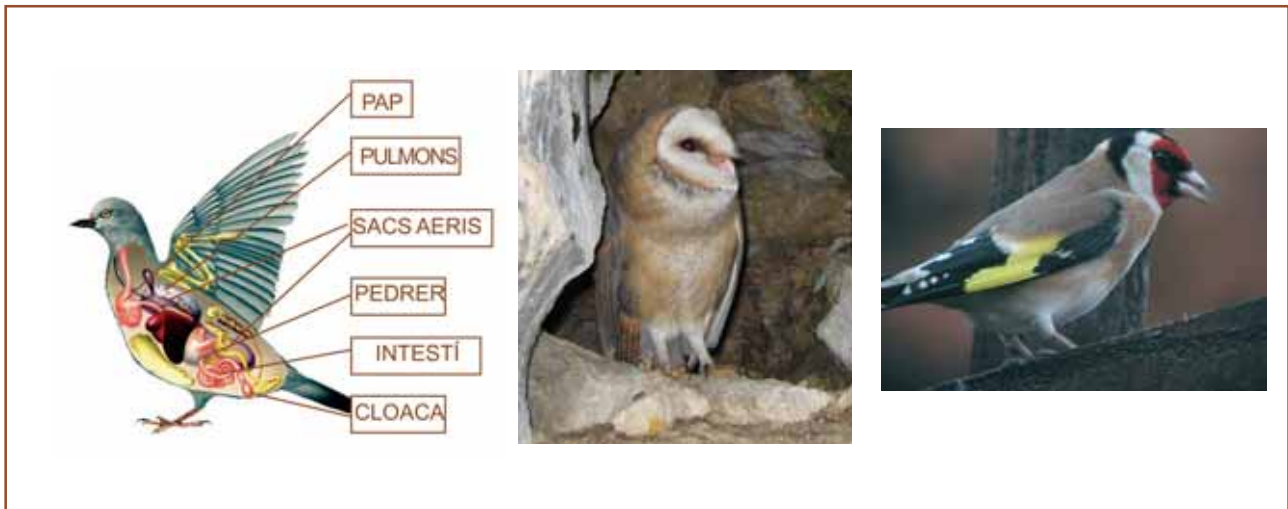 PAP
PULMONS
SACS AERIS
PEDRER
INTESTÍ
CLOACA